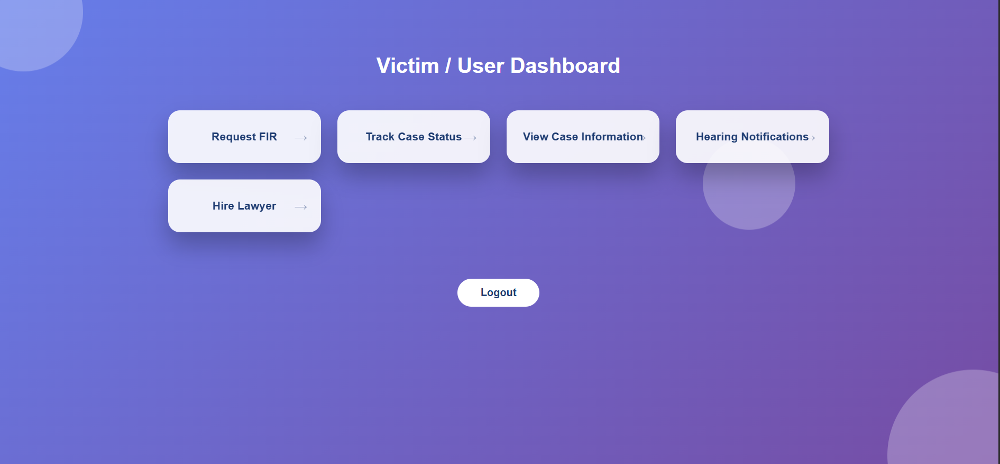 Victim / User Dashboard
Request FIR →
Track Case Status →
View Case Information →
Hearing Notifications →
Hire Lawyer →
Logout